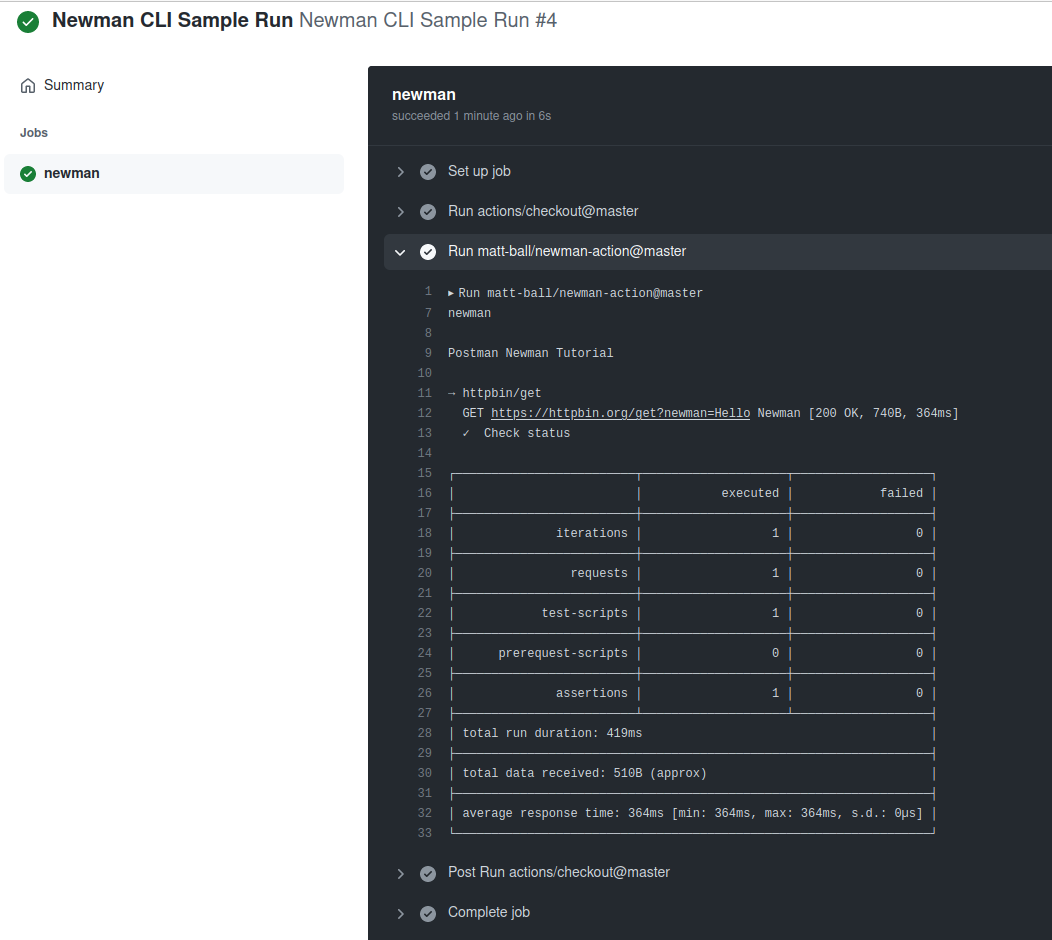 Newman CLI Sample Run Newman CLI Sample Run #4
Summary
Jobs
newman
newman
succeeded 1 minute ago in 6s
Set up job
Run actions/checkout@master
Run matt-ball/newman-action@master
1 ▸ Run matt-ball/newman-action@master
7 newman
8
9 Postman Newman Tutorial
10
11 → httpbin/get
12 GET https://httpbin.org/get?newman=Hello Newman [200 OK, 740B, 364ms]
13 ✓ Check status
14
15
16 executed failed
17
18 iterations 1 0
19
20 requests 1 0
21
22 test-scripts 1 0
23
24 prerequest-scripts 0 0
25
26 assertions 1 0
27
28 total run duration: 419ms
29
30 total data received: 510B (approx)
31
32 average response time: 364ms [min: 364ms, max: 364ms, s.d.: 0µs]
33
Post Run actions/checkout@master
Complete job